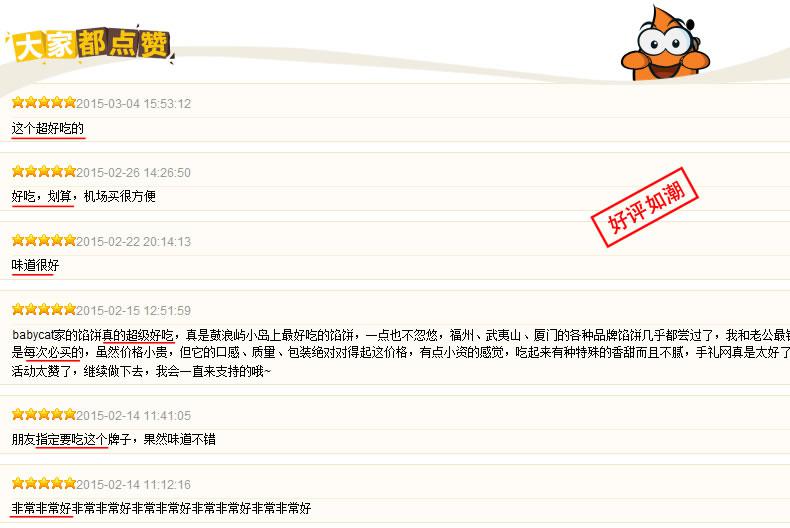 大家都点赞
2015-03-04 15:53:12
这个超好吃的
2015-02-26 14:26:50
好吃，划算，机场买很方便
好评如潮
2015-02-22 20:14:13
味道很好
2015-02-15 12:51:59
babycat家的馅饼真的超级好吃，真是鼓浪屿小岛上最好吃的馅饼，一点也不忽悠，福州、武夷山、厦门的各种品牌馅饼几乎都尝过了，我和老公最
是每次必买的，虽然价格小贵，但它的口感、质量、包装绝对对得起这价格，有点小资的感觉，吃起来有种特殊的香甜而且不腻，手礼网真是太好了
活动太赞了，继续做下去，我会一直来支持的哦~
2015-02-14 11:41:05
朋友指定要吃这个牌子，果然味道不错
2015-02-14 11:12:16
非常非常好非常非常好非常非常好非常非常好非常非常好